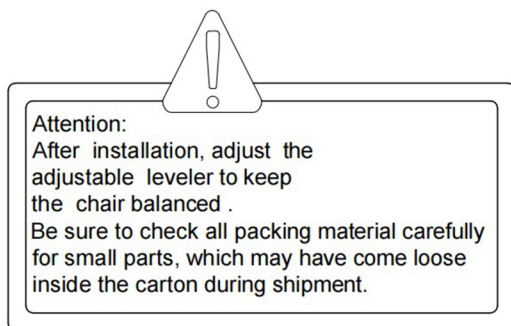 Attention:
After installation, adjust the
adjustable leveler to keep
the chair balanced .
Be sure to check all packing material carefully
for small parts, which may have come loose
inside the carton during shipment.